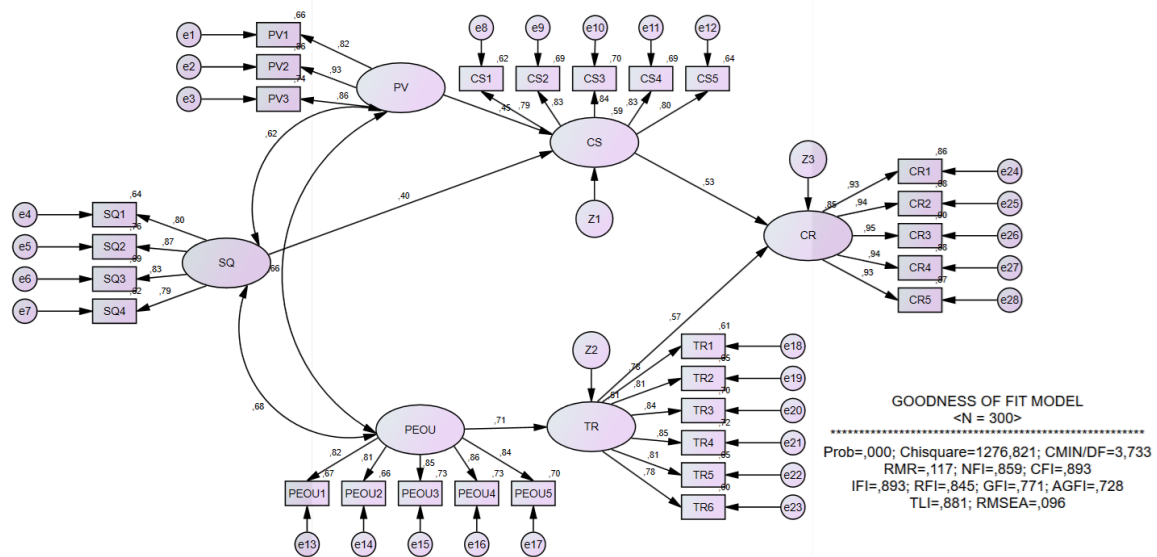 e1
PV1
,66
,82
e2
PV2
,86
,93
e3
PV3
,74
,86
PV
e8
e9
e10
e11
e12
CS1
,62
CS2
,69
CS3
,70
CS4
,69
CS5
,64
,79
,83
,84
,83
,80
,45
,59
CS
Z1
,62
,40
,53
e4
SQ1
,64
,80
e5
SQ2
,76
,87
e6
SQ3
,69
,83
e7
SQ4
,62
,79
SQ
,66
,68
Z3
,85
CR
,93
CR1
,86
e24
,94
CR2
,88
e25
,95
CR3
,90
e26
,94
CR4
,88
e27
,93
CR5
,87
e28
,57
Z2
PEOU
,71
TR
,78
TR1
,61
e18
,81
TR2
,65
e19
,84
TR3
,70
e20
,85
TR4
,72
e21
,81
TR5
,65
e22
,78
TR6
,60
e23
,82
,81
,85
,86
,84
PEOU1
,67
PEOU2
,66
PEOU3
,73
PEOU4
,73
PEOU5
,70
e13
e14
e15
e16
e17
GOODNESS OF FIT MODEL
<N = 300>
Prob=,000; Chisquare=1276,821; CMIN/DF=3,733
RMR=,117; NFI=,859; CFI=,893
IFI=,893; RFI=,845; GFI=,771; AGFI=,728
TLI=,881; RMSEA=,096